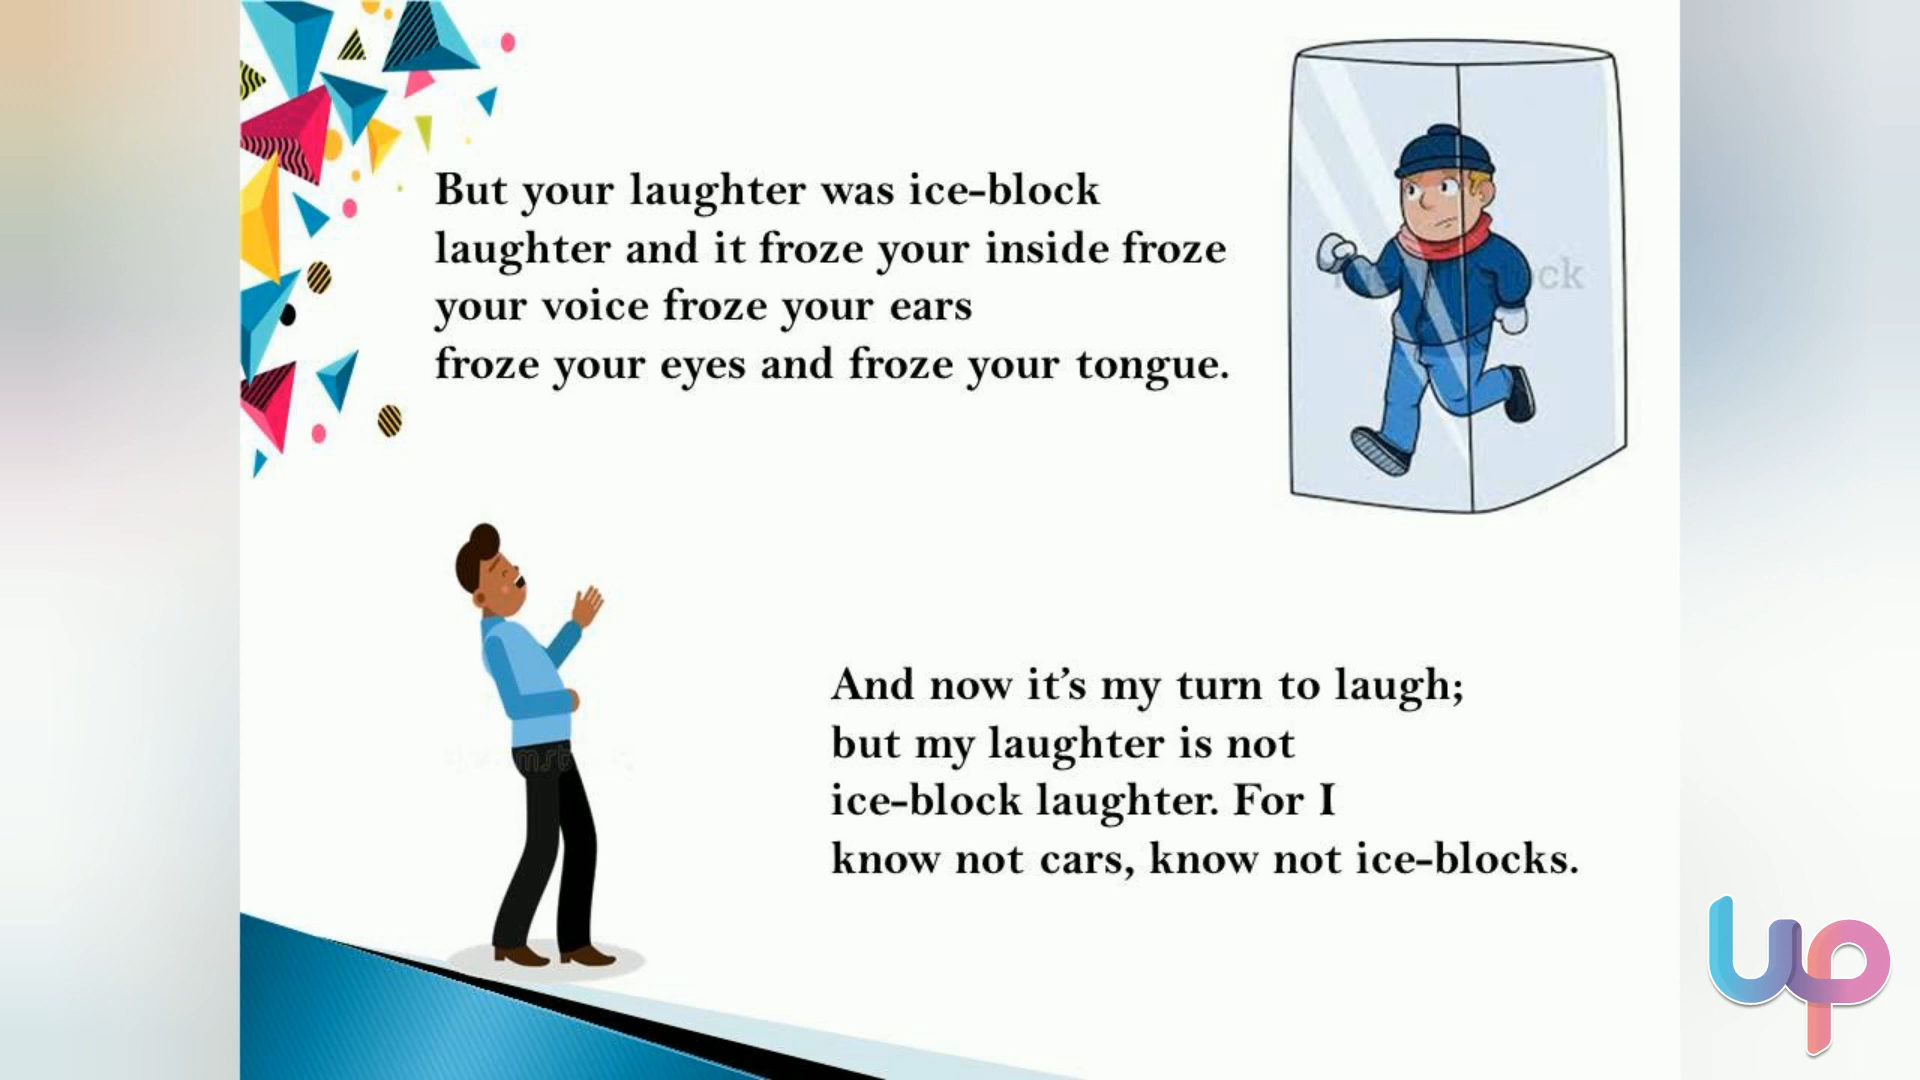 But your laughter was ice-block
laughter and it froze your inside froze
your voice froze your ears
froze your eyes and froze your tongue.
And now it's my turn to laugh;
but my laughter is not
ice-block laughter. For I
know not cars, know not ice-blocks.
up